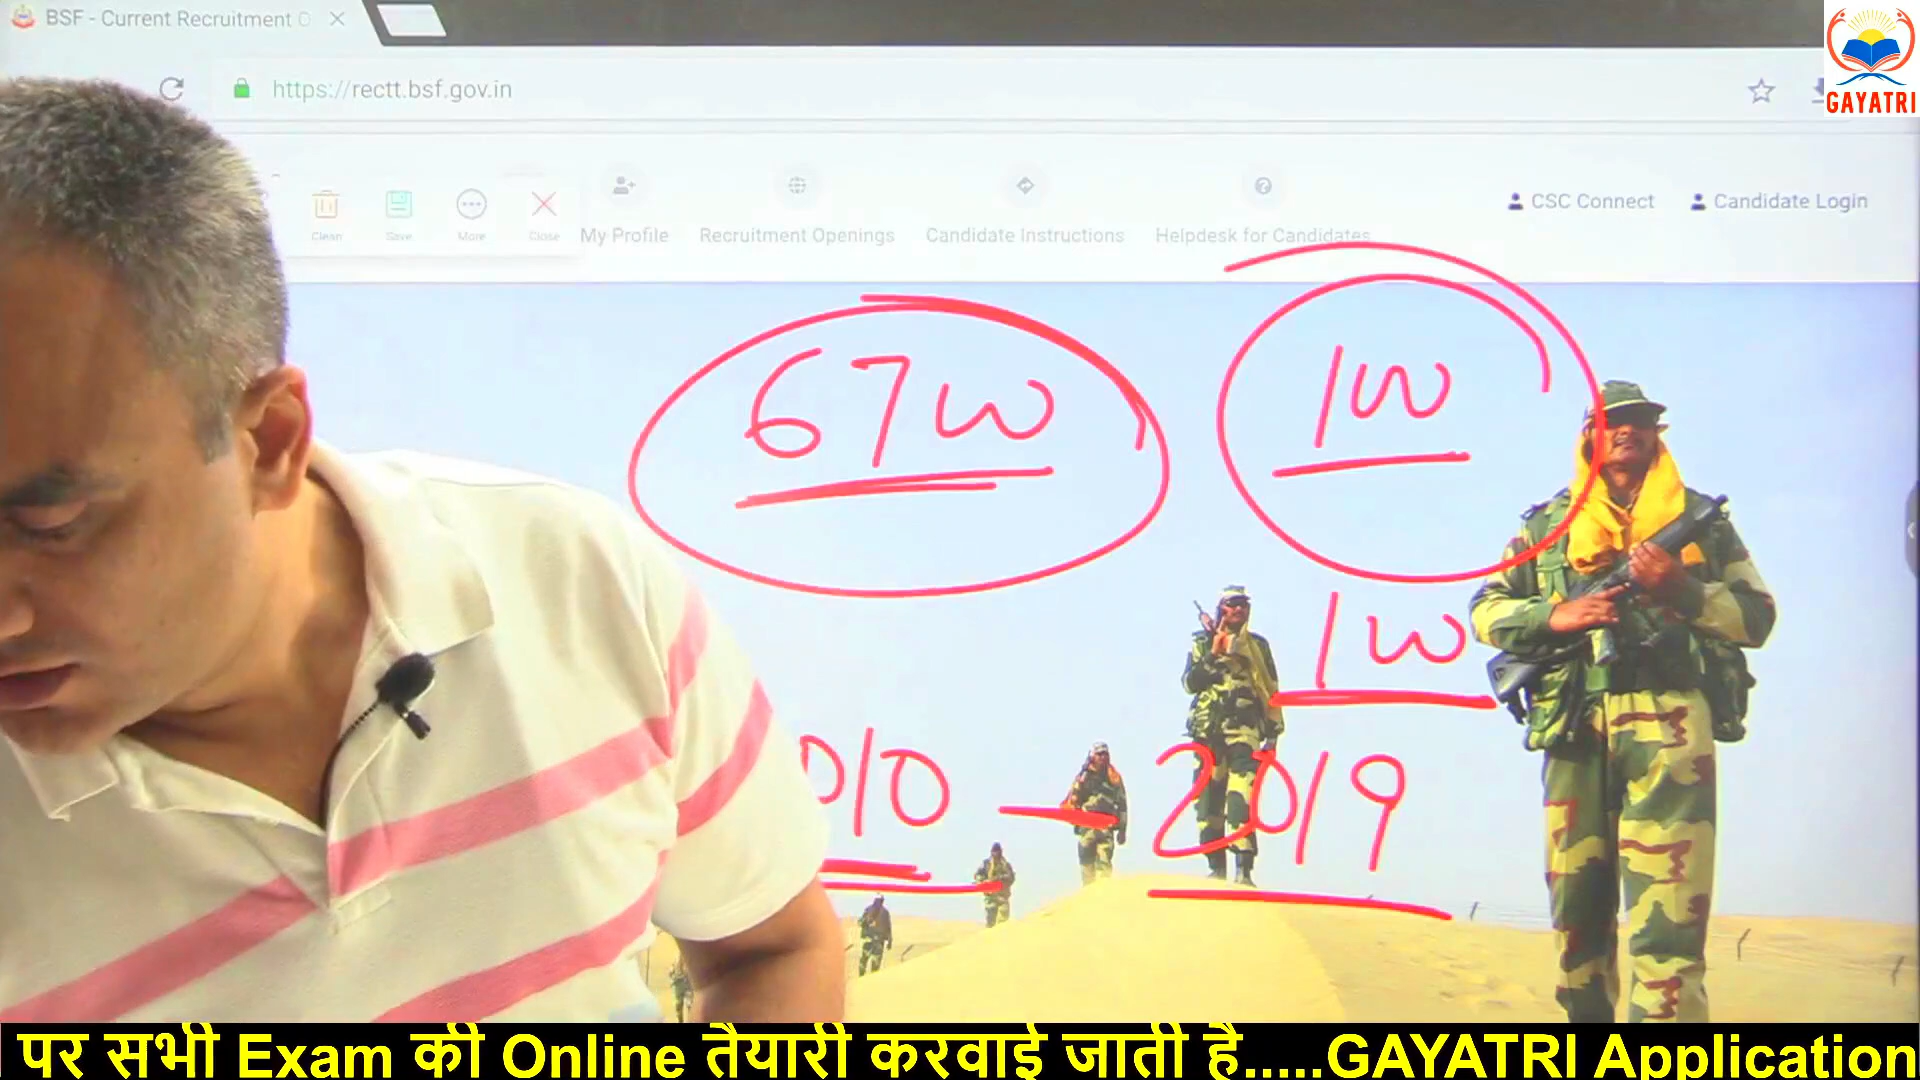 BSF - Current Recruitment O
GAYATRI
https://rectt.bsf.gov.in
CSC Connect Candidate Login
Clean Save More Close My Profile Recruitment Openings Candidate Instructions Helpdesk for Candidates
67W 1W
1W
010 — 2019
पर सभी Exam की Online तैयारी करवाई जाती है.....GAYATRI Application